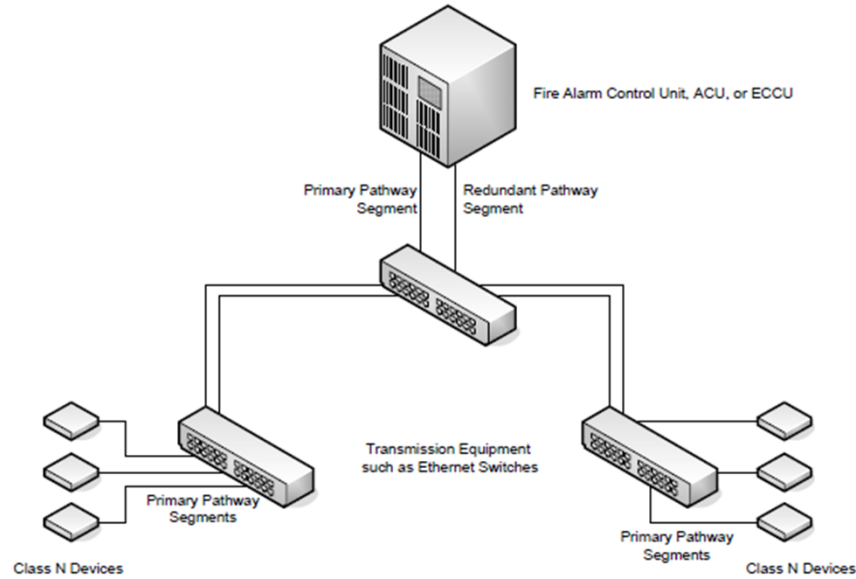 Fire Alarm Control Unit, ACU, or ECCU
Primary Pathway
Segment
Redundant Pathway
Segment
Transmission Equipment
such as Ethernet Switches
Primary Pathway
Segments
Primary Pathway
Segments
Class N Devices
Class N Devices